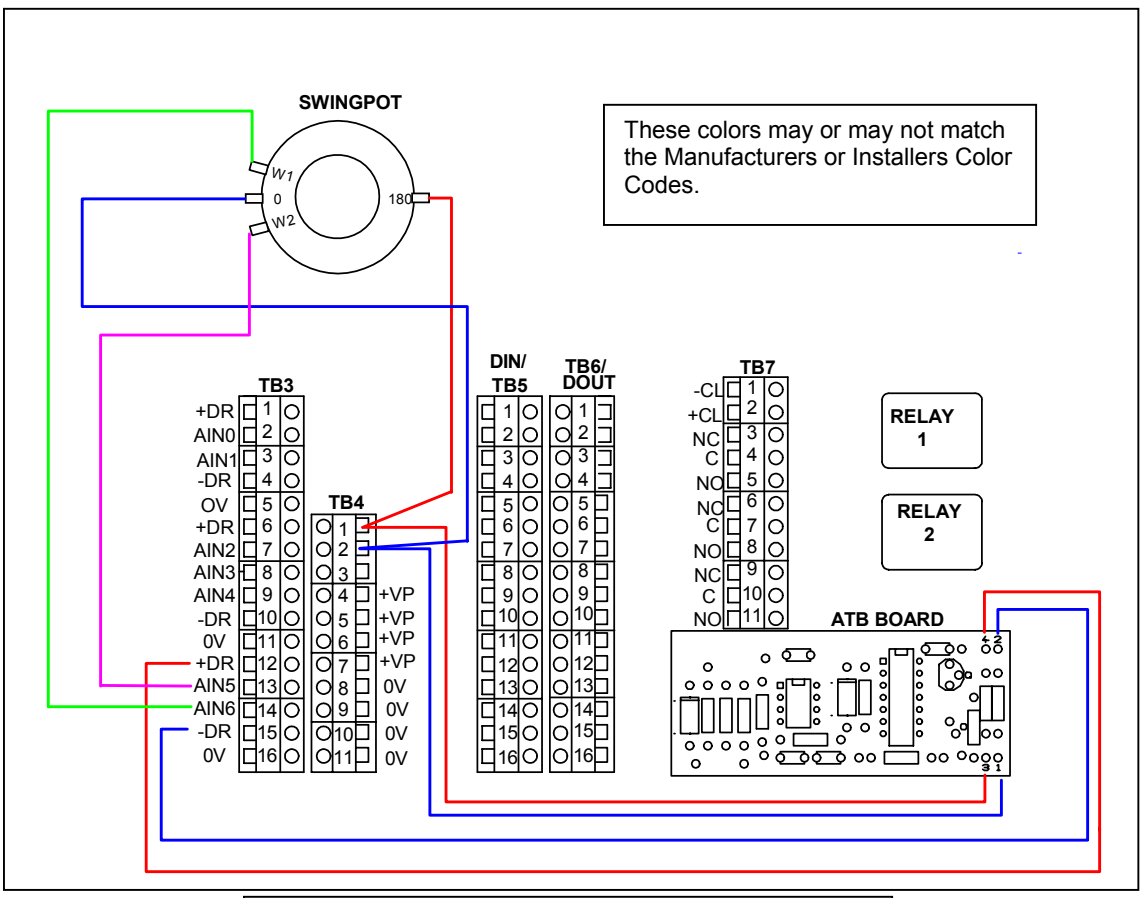 SWINGPOT
These colors may or may not match
the Manufacturers or Installers Color
Codes.
W1
0
180
W2
TB3
+DR 1
AIN0 2
AIN1 3
-DR 4
OV 5
+DR 6
AIN2 7
AIN3 8
AIN4 9
-DR 10
0V 11
+DR 12
AIN5 13
AIN6 14
-DR 15
0V 16
TB4
1
2
3
4 +VP
5 +VP
6 +VP
7 +VP
8 0V
9 0V
10 0V
11 0V
DIN/
TB5
1
2
3
4
5
6
7
8
9
10
11
12
13
14
15
16
TB6/
DOUT
1
2
3
4
5
6
7
8
9
10
11
12
13
14
15
16
TB7
-CL 1
+CL 2
NC 3
C 4
NO 5
NC 6
C 7
NO 8
NC 9
C 10
NO 11
RELAY
1
RELAY
2
ATB BOARD
4 2
3 1